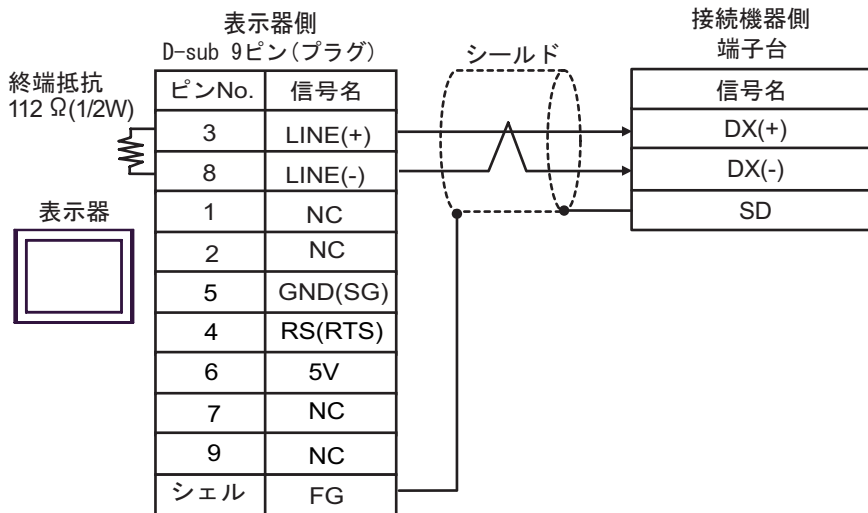 表示器側
D-sub 9ピン(プラグ)
接続機器側
端子台
シールド
終端抵抗
112 Ω(1/2W)
表示器
ピンNo. 信号名
3 LINE(+)
8 LINE(-)
1 NC
2 NC
5 GND(SG)
4 RS(RTS)
6 5V
7 NC
9 NC
シェル FG
信号名
DX(+)
DX(-)
SD